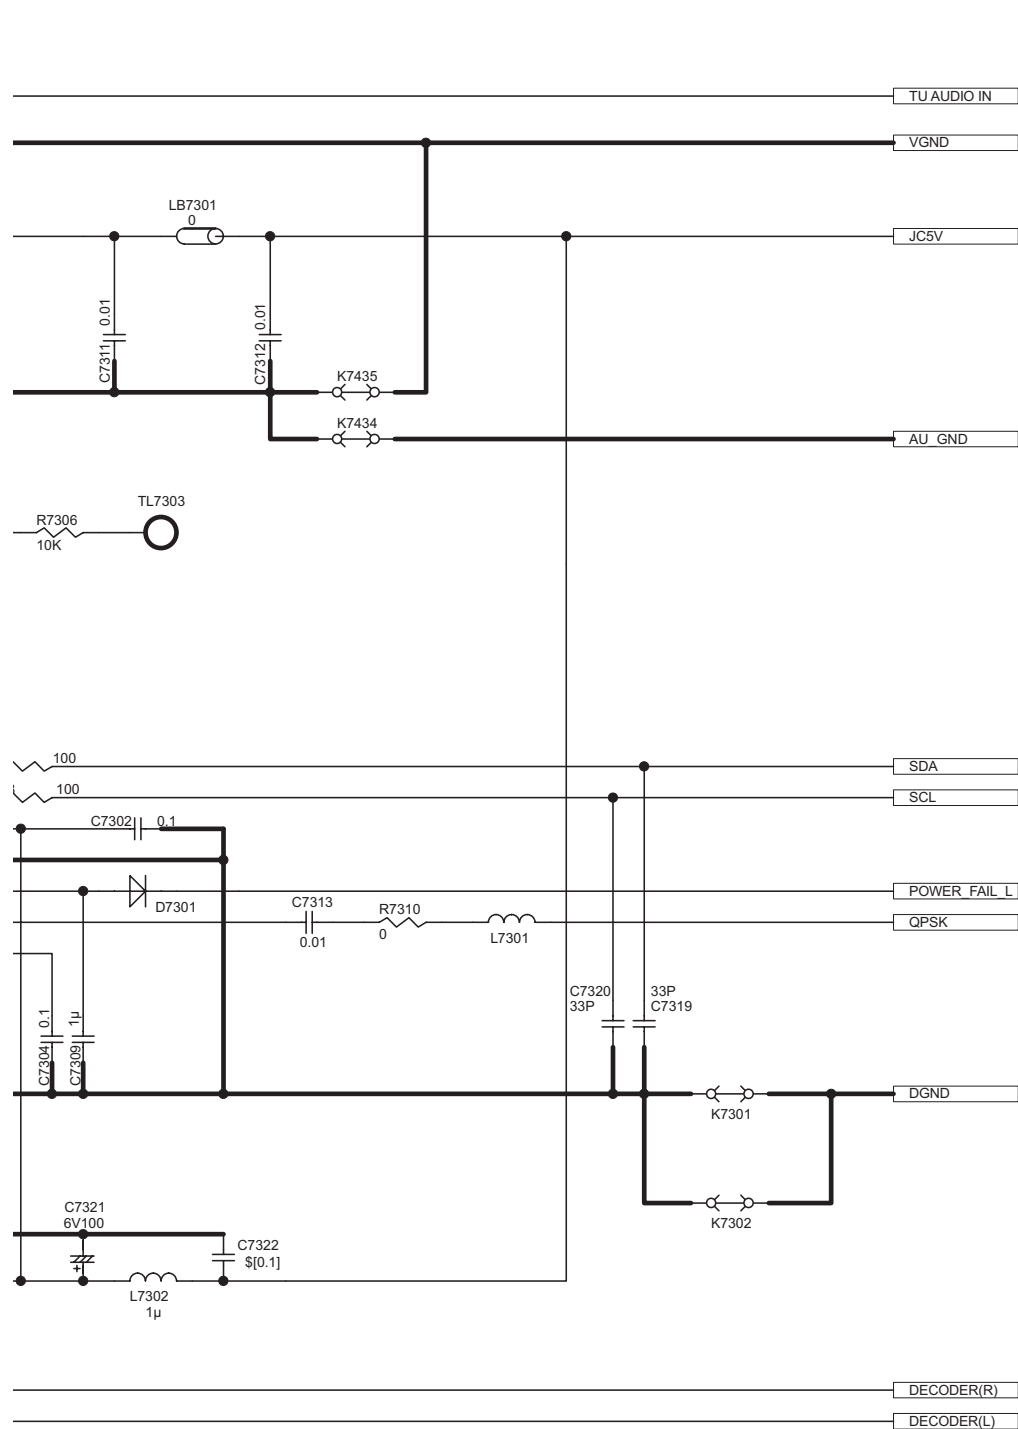 TU AUDIO IN
VGND
LB7301
0
JC5V
0.01
C7311
0.01
C7312
K7435
K7434
AU_GND
TL7303
R7306
10K
100
SDA
100
SCL
C7302
0.1
POWER_FAIL_L
D7301
C7313
0.01
R7310
0
L7301
QPSK
C7320
33P
33P
C7319
0.1
C7304
1µ
C7309
DGND
K7301
K7302
C7321
6V100
+
C7322
$[0.1]
L7302
1µ
DECODER(R)
DECODER(L)